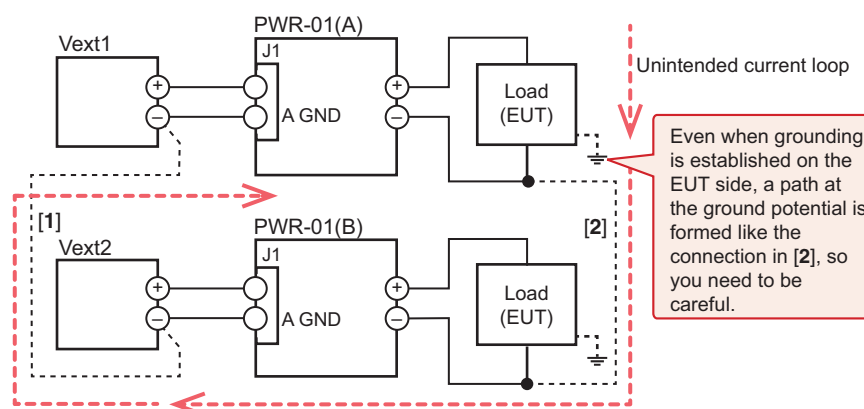 PWR-01(A)
Vext1
J1
+
+
−
−
A GND
Load
(EUT)
Unintended current loop
Even when grounding
is established on the
EUT side, a path at
the ground potential is
formed like the
connection in [2], so
you need to be
careful.
[1]
[2]
PWR-01(B)
Vext2
J1
+
+
−
−
A GND
Load
(EUT)